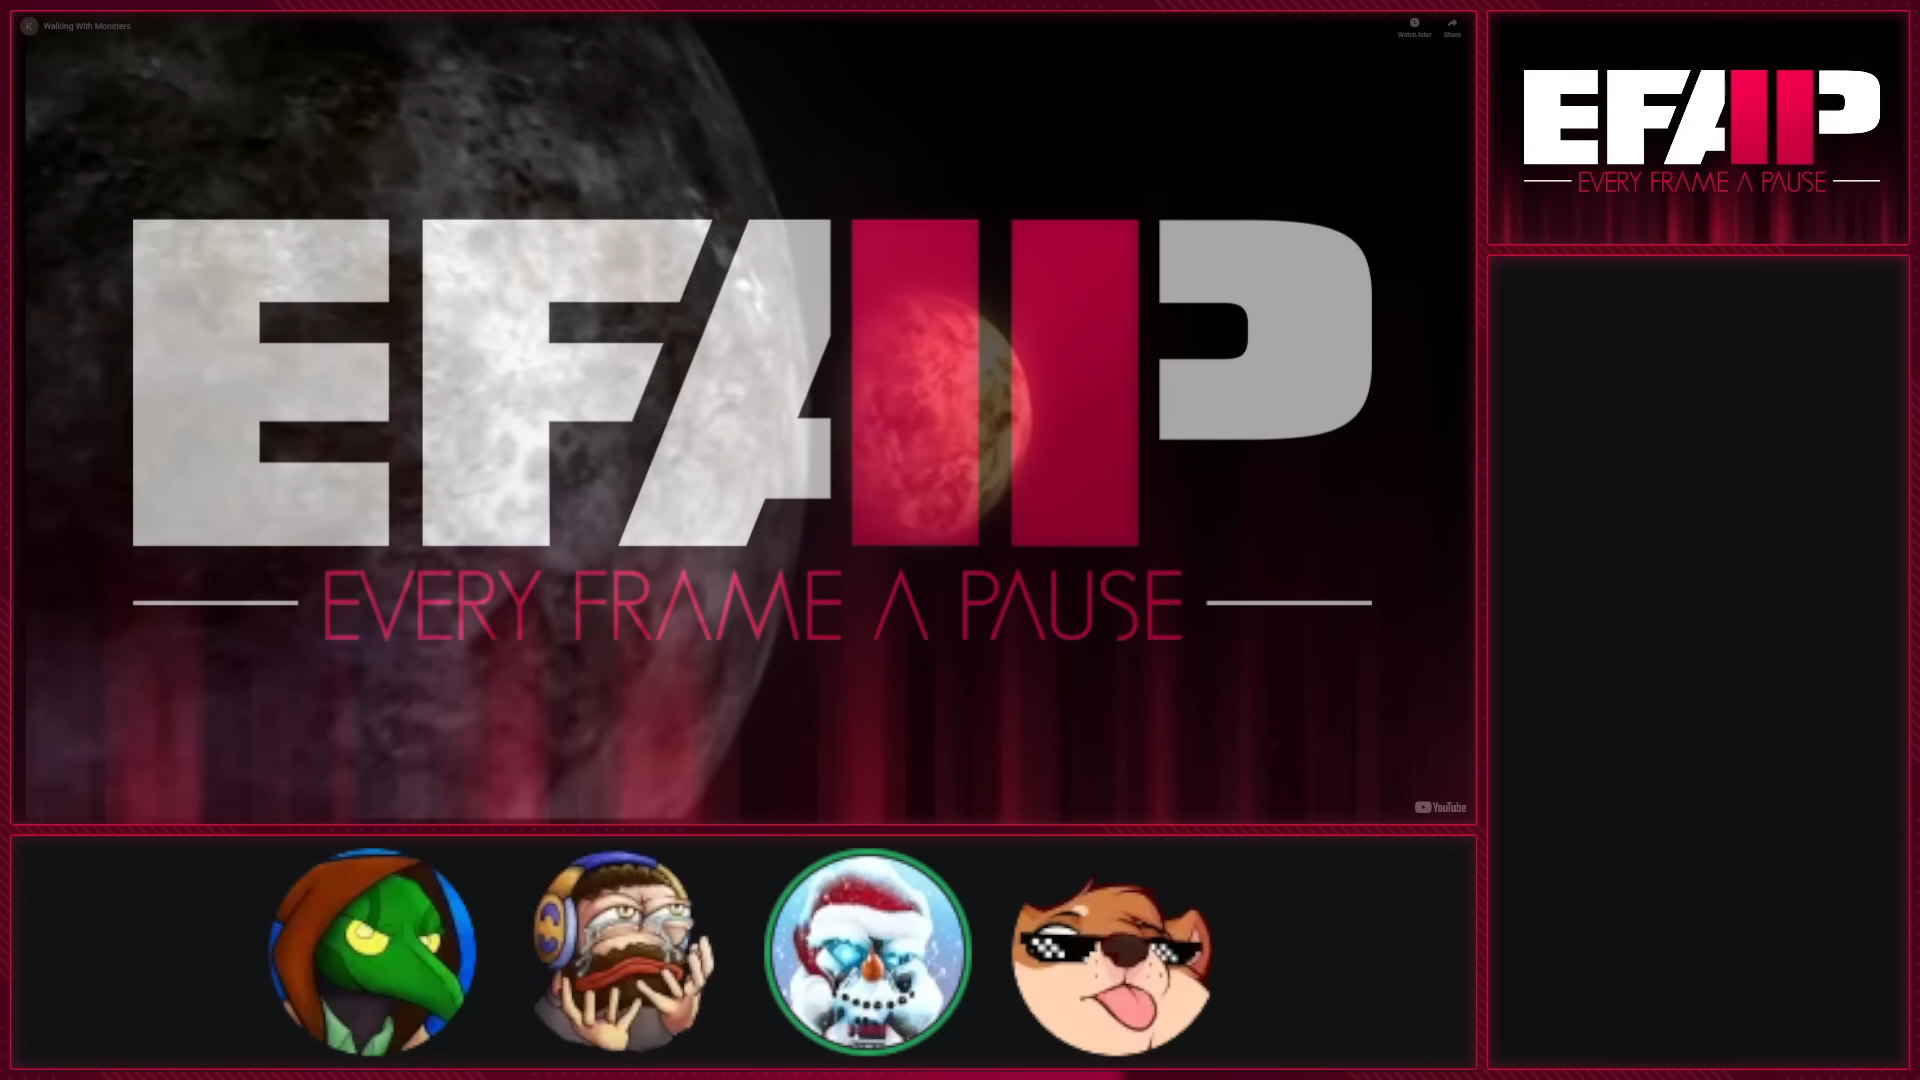 K Walking With Monsters
Watch later
Share
EFAP
EVERY FRAME A PAUSE
YouTube
EFAP
EVERY FRAME A PAUSE